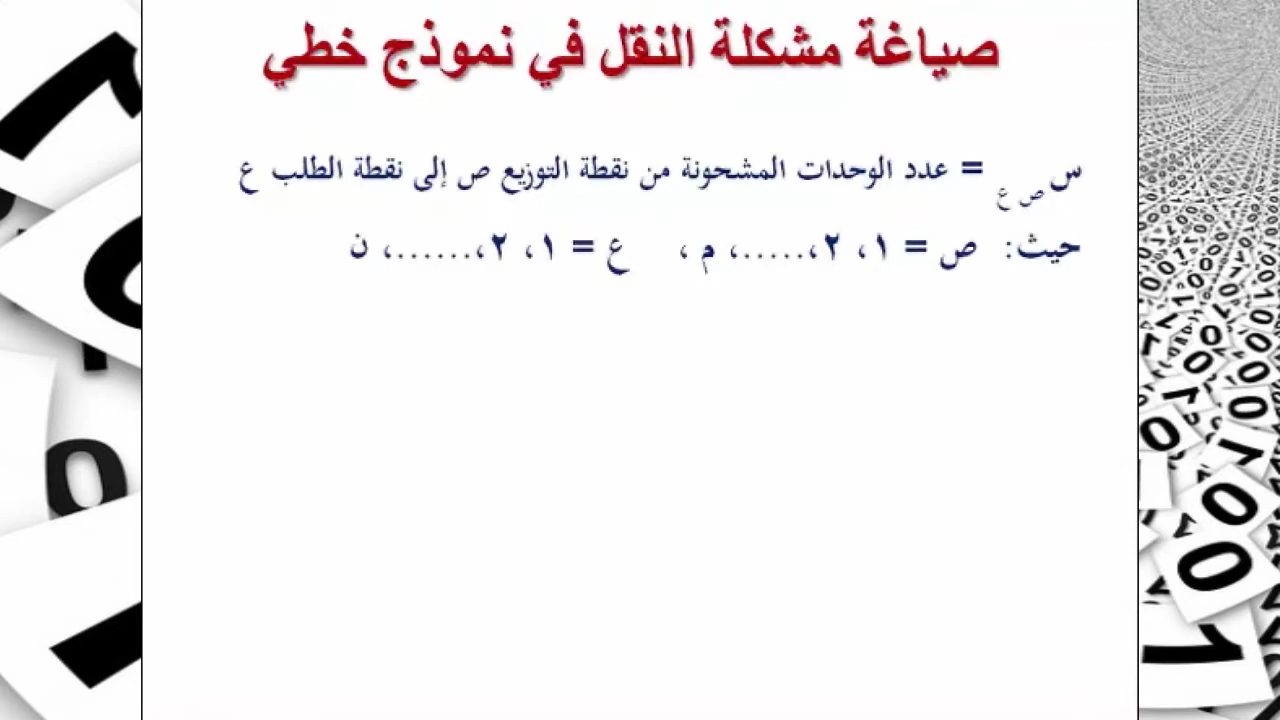 صياغة مشكلة النقل في نموذج خطي
س ص ع = عدد الوحدات المشحونة من نقطة التوزيع ص إلى نقطة الطلب ع
حيث: ص = ١، ٢،.....، م ، ع = ١، ٢،......، ن